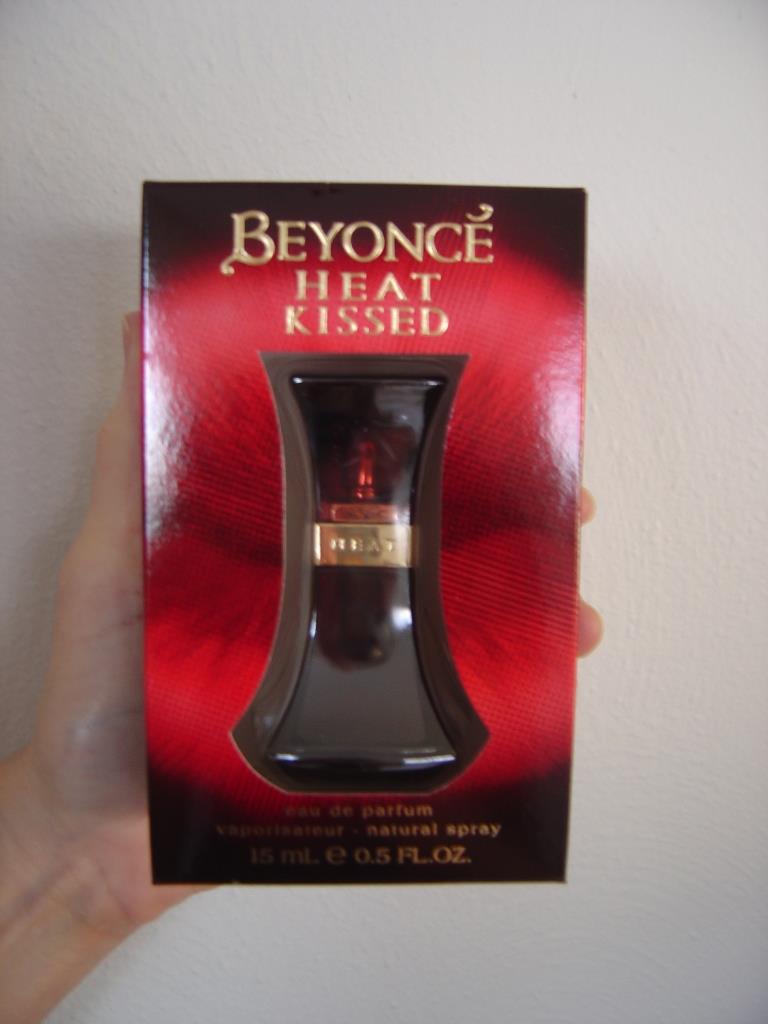 BEYONCÉ
HEAT
KISSED
HEAT
eau de parfum
vaporisateur - natural spray
15 mL ℮ 0.5 FL.OZ.